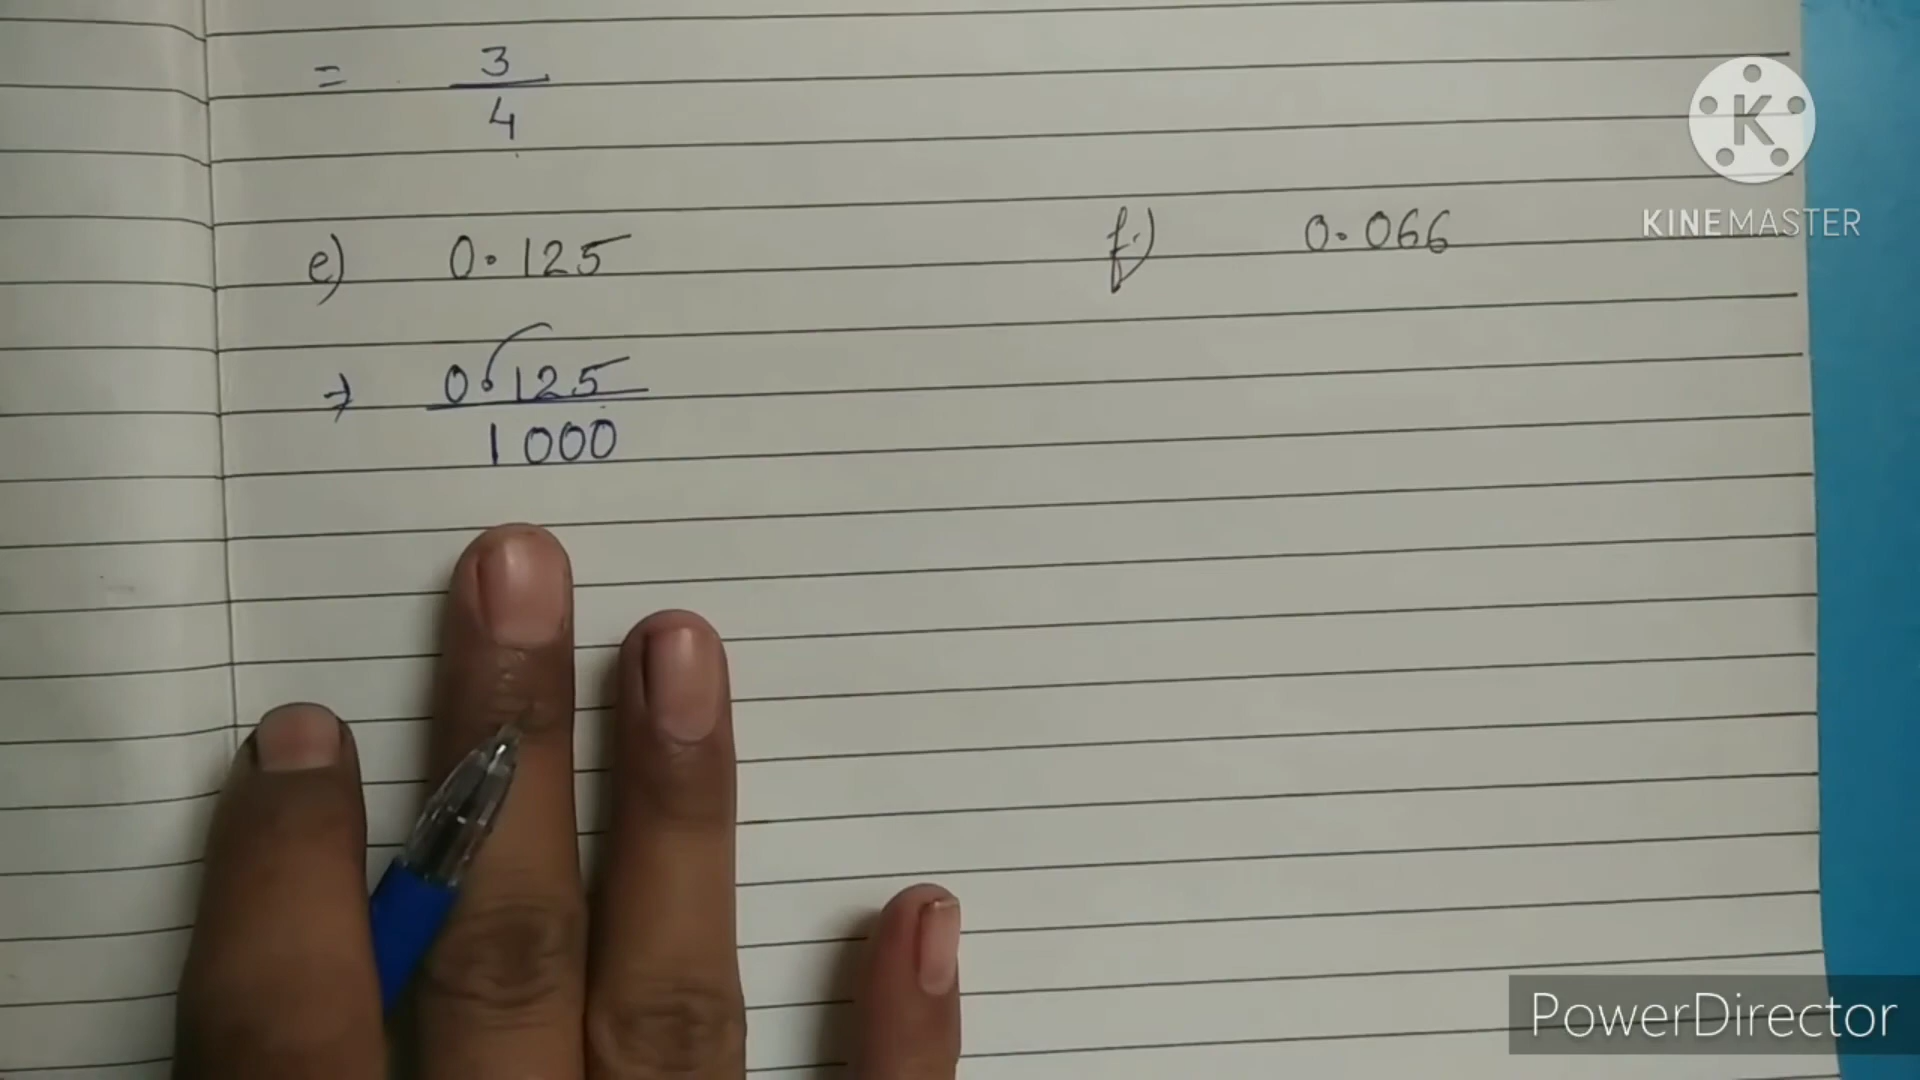 = 3/4
e) 0.125
f.) 0.066
→ 0.125/1000
K
KINEMASTER
PowerDirector